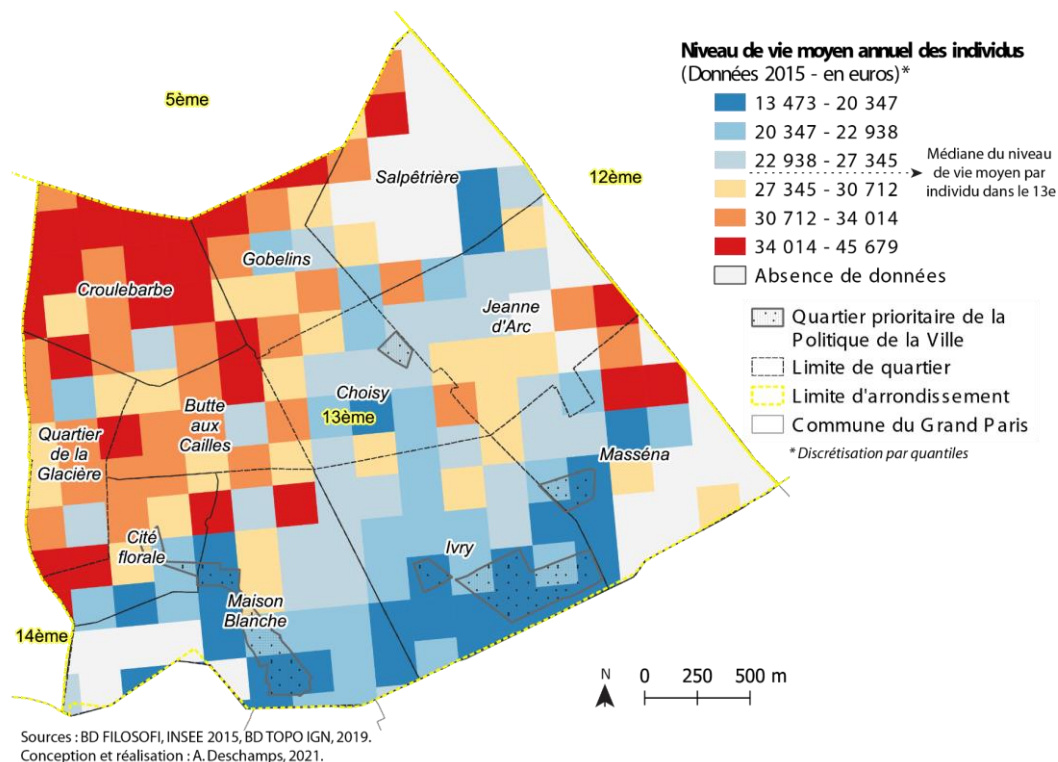 Niveau de vie moyen annuel des individus
(Données 2015 - en euros)*
13 473 - 20 347
20 347 - 22 938
22 938 - 27 345
27 345 - 30 712
30 712 - 34 014
34 014 - 45 679
Absence de données
Médiane du niveau
de vie moyen par
individu dans le 13e
Quartier prioritaire de la
Politique de la Ville
Limite de quartier
Limite d'arrondissement
Commune du Grand Paris
* Discrétisation par quantiles
5ème
12ème
Salpêtrière
Gobelins
Croulebarbe
Jeanne
d'Arc
Choisy
13ème
Butte
aux
Cailles
Quartier
de la
Glacière
Masséna
Cité
florale
Ivry
Maison
Blanche
14ème
N
0 250 500 m
Sources : BD FILOSOFI, INSEE 2015, BD TOPO IGN, 2019.
Conception et réalisation : A. Deschamps, 2021.